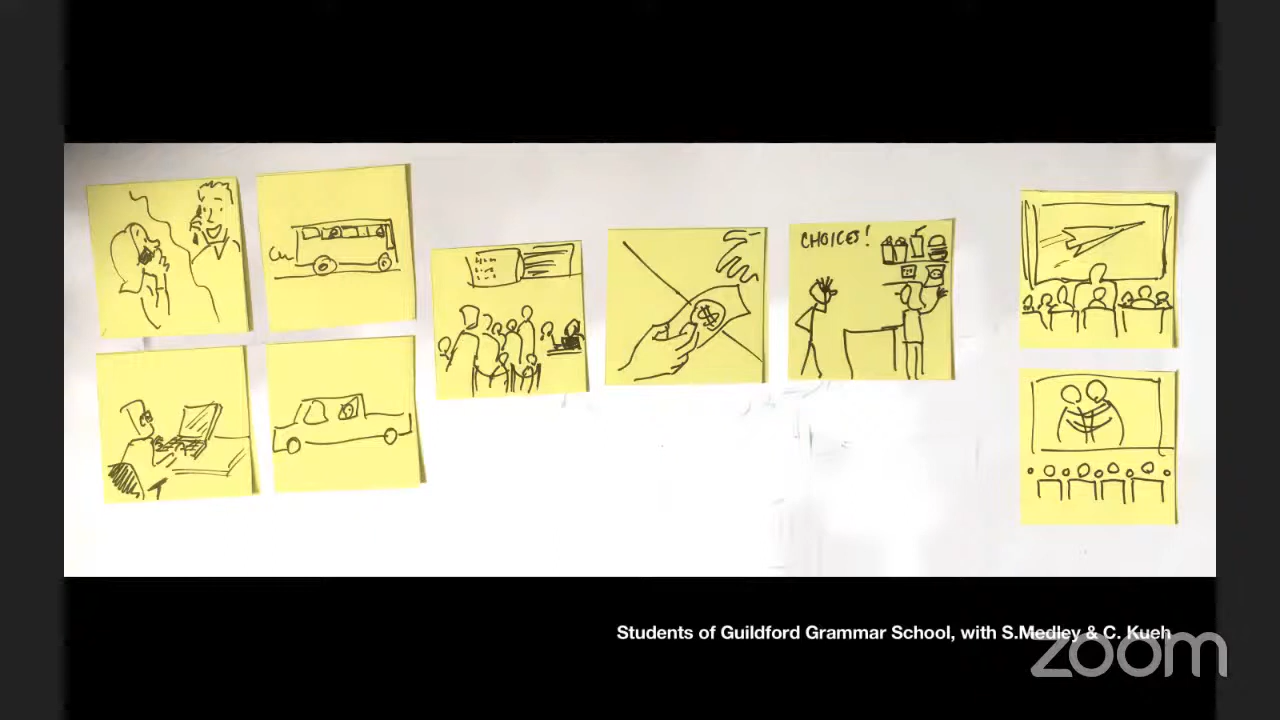 CHOICES!
$
Students of Guildford Grammar School, with S.Medley & C. Kueh
zoom